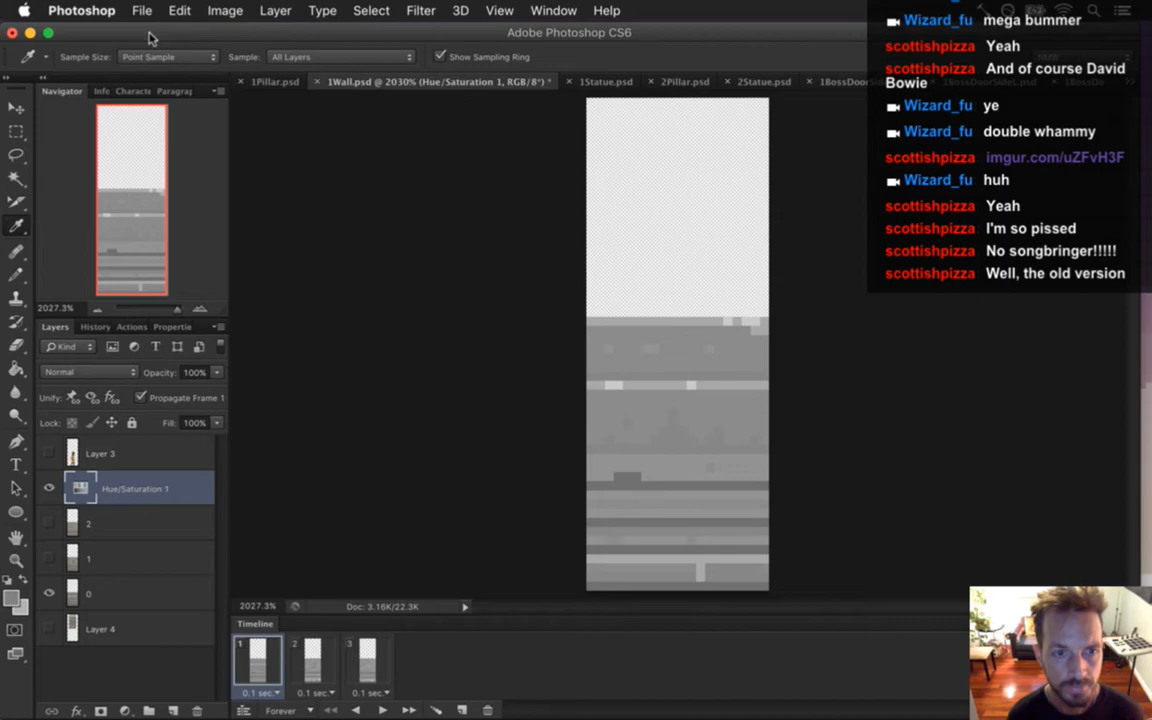 Photoshop File Edit Image Layer Type Select Filter 3D View Window Help
Adobe Photoshop CS6
Sample Size: Point Sample Sample: All Layers Show Sampling Ring
1Pillar.psd 1Wall.psd @ 2030% (Hue/Saturation 1, RGB/8*) * 1Statue.psd 2Pillar.psd 2Statue.psd
Navigator Info Characte Paragraj
2027.3%
Layers History Actions Propertie
Kind
Normal Opacity: 100%
Unify: Propagate Frame 1
Lock: Fill: 100%
Layer 3
Hue/Saturation 1
2
1
0
Layer 4
2027.3% Doc: 3.16K/22.3K
Timeline
1 2 3
0.1 sec. 0.1 sec. 0.1 sec.
Forever
Wizard_fu mega bummer
scottishpizza Yeah
scottishpizza And of course David
Bowie
Wizard_fu ye
Wizard_fu double whammy
scottishpizza imgur.com/uZFvH3F
Wizard_fu huh
scottishpizza Yeah
scottishpizza I'm so pissed
scottishpizza No songbringer!!!!!
scottishpizza Well, the old version